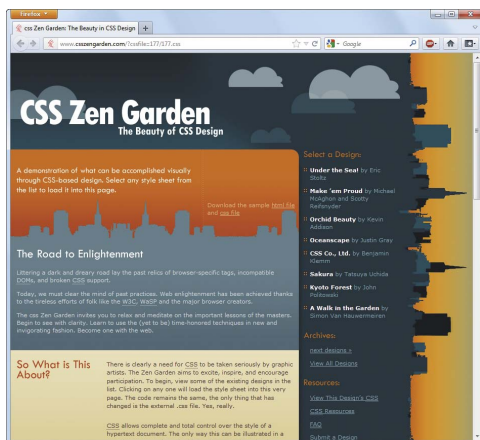 Firefox
css Zen Garden: The Beauty in CSS Design
www.csszengarden.com/?cssfile=177/177.css
Google
CSS Zen Garden
The Beauty of CSS Design
A demonstration of what can be accomplished visually
through CSS-based design. Select any style sheet from
the list to load it into this page.
Download the sample html file
and css file
The Road to Enlightenment
Littering a dark and dreary road lay the past relics of browser-specific tags, incompatible
DOMs, and broken CSS support.
Today, we must clear the mind of past practices. Web enlightenment has been achieved thanks
to the tireless efforts of folk like the W3C, WaSP and the major browser creators.
The css Zen Garden invites you to relax and meditate on the important lessons of the masters.
Begin to see with clarity. Learn to use the (yet to be) time-honored techniques in new and
invigorating fashion. Become one with the web.
So What is This
About?
There is clearly a need for CSS to be taken seriously by graphic
artists. The Zen Garden aims to excite, inspire, and encourage
participation. To begin, view some of the existing designs in the
list. Clicking on any one will load the style sheet into this very
page. The code remains the same, the only thing that has
changed is the external .css file. Yes, really.
CSS allows complete and total control over the style of a
hypertext document. The only way this can be illustrated in a
Select a Design:
Under the Sea! by Eric
Stoltz
Make 'em Proud by Michael
McAghon and Scotty
Reifsnyder
Orchid Beauty by Kevin
Addison
Oceanscape by Justin Gray
CSS Co., Ltd. by Benjamin
Klemm
Sakura by Tatsuya Uchida
Kyoto Forest by John
Politowski
A Walk in the Garden by
Simon Van Hauwermeiren
Archives:
next designs »
View All Designs
Resources:
View This Design's CSS
CSS Resources
FAQ
Submit a Design